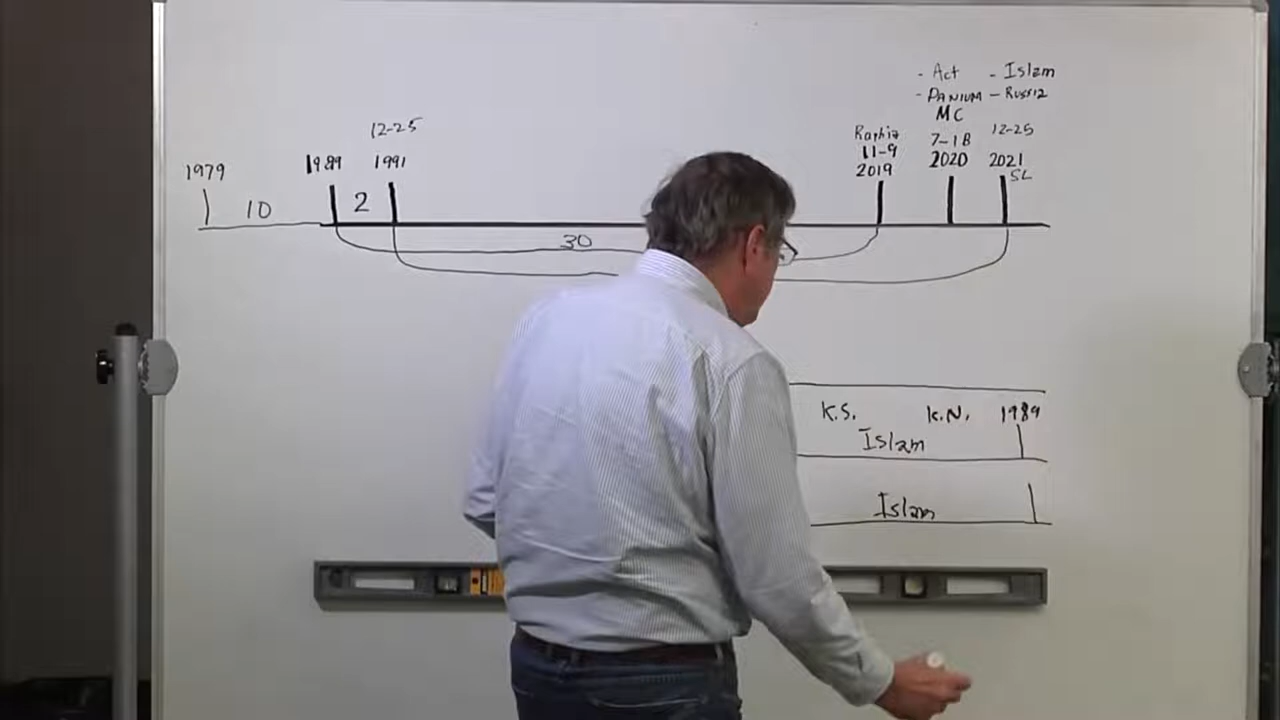 - Act - Islam
- PANIUM - Russia
MC
12-25
Raphia
11-9
2019
7-18
2020
12-25
2021
SL
1979
1989
1991
10
2
30
K.S. K.N. 1989
Islam
Islam